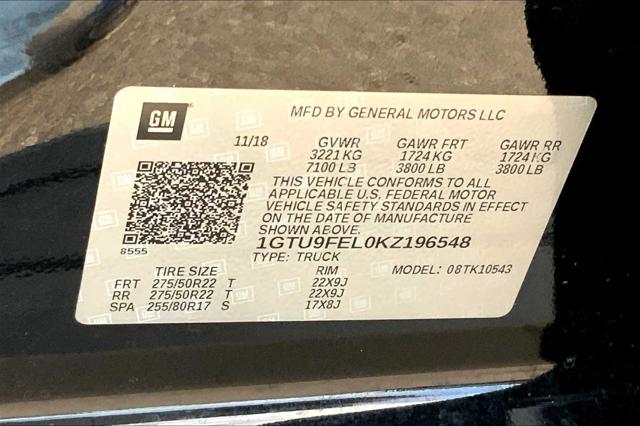 GM
MFD BY GENERAL MOTORS LLC
11/18 GVWR GAWR FRT GAWR RR
3221 KG 1724 KG 1724 KG
7100 LB 3800 LB 3800 LB
THIS VEHICLE CONFORMS TO ALL
APPLICABLE U.S. FEDERAL MOTOR
VEHICLE SAFETY STANDARDS IN EFFECT
ON THE DATE OF MANUFACTURE
SHOWN ABOVE.
8555
1GTU9FEL0KZ196548
TYPE: TRUCK MODEL: 08TK10543
TIRE SIZE RIM
FRT 275/50R22 T 22X9J
RR 275/50R22 T 22X9J
SPA 255/80R17 S 17X8J